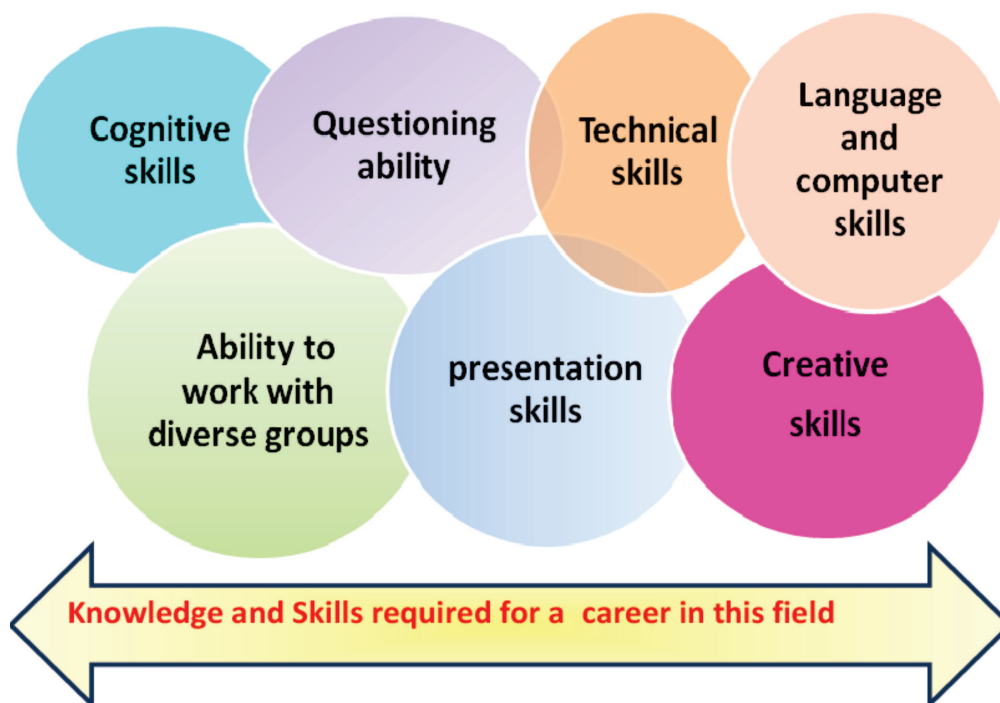 Cognitive
skills
Questioning
ability
Technical
skills
Language
and
computer
skills
Ability to
work with
diverse groups
presentation
skills
Creative
skills
Knowledge and Skills required for a career in this field